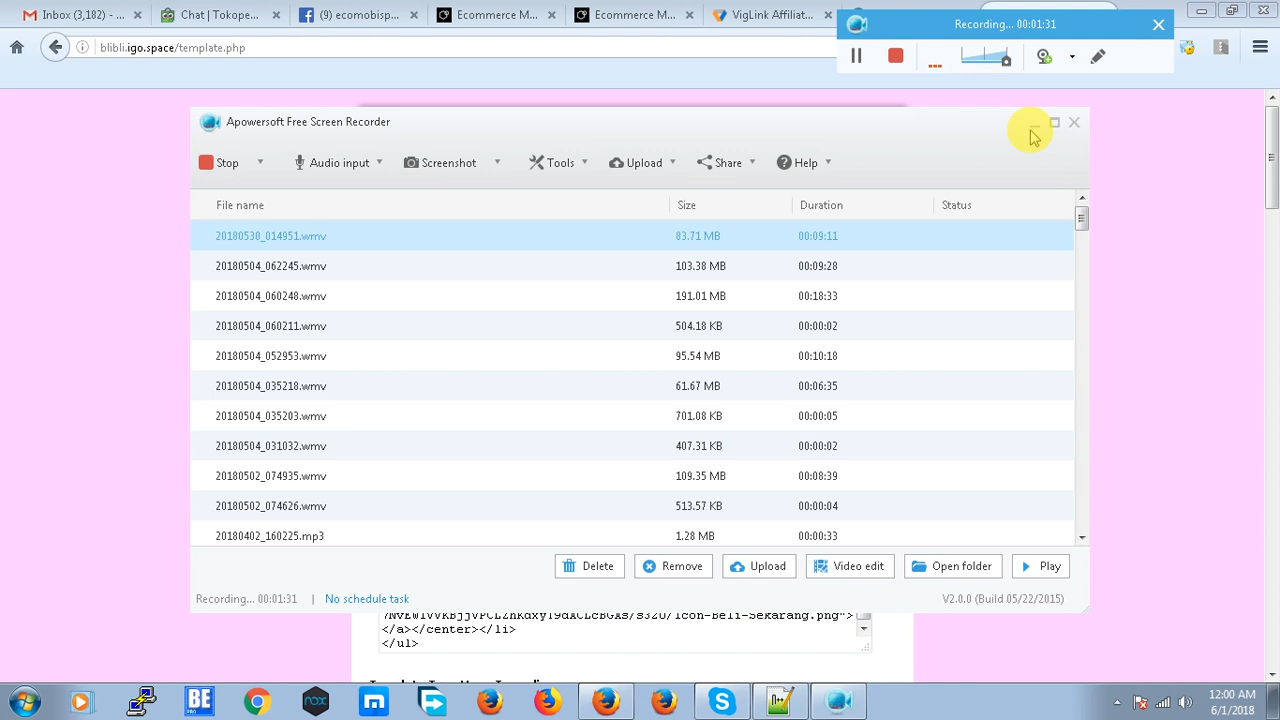 Inbox (3,182) -
Chat | Tokope
(9) ecomobisp
Ecommerce M
Ecommerce M
VigLink Affiliat
Recording... 00:01:31
blibli.igo.space/template.php
Apowersoft Free Screen Recorder
Stop Audio input Screenshot Tools Upload Share Help
File name Size Duration Status
20180530_014951.wmv 83.71 MB 00:09:11
20180504_062245.wmv 103.38 MB 00:09:28
20180504_060248.wmv 191.01 MB 00:18:33
20180504_060211.wmv 504.18 KB 00:00:02
20180504_052953.wmv 95.54 MB 00:10:18
20180504_035218.wmv 61.67 MB 00:06:35
20180504_035203.wmv 701.08 KB 00:00:05
20180504_031032.wmv 407.31 KB 00:00:02
20180502_074935.wmv 109.35 MB 00:08:39
20180502_074626.wmv 513.57 KB 00:00:04
20180402_160225.mp3 1.28 MB 00:00:33
Delete Remove Upload Video edit Open folder Play
Recording... 00:01:31 | No schedule task V2.0.0 (Build 05/22/2015)
</a></center></li>
</ul>
BE
PRO
nox
12:00 AM
6/1/2018